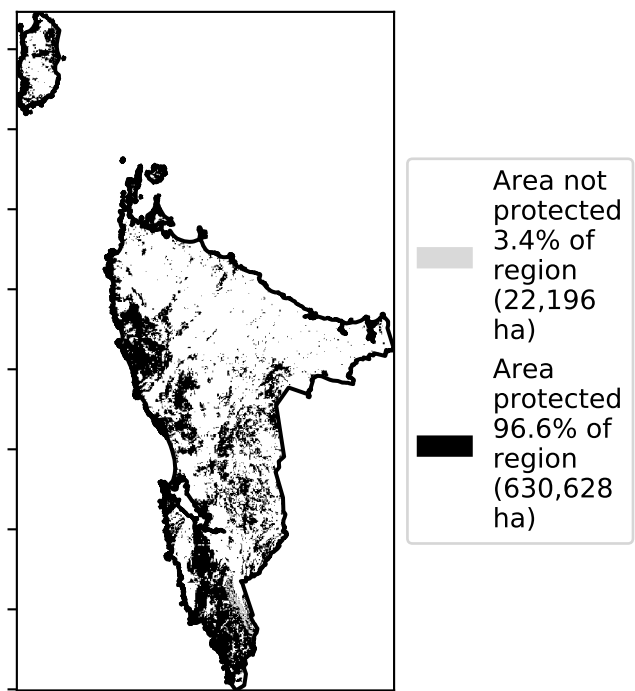 Area not
protected
3.4% of
region
(22,196
ha)
Area
protected
96.6% of
region
(630,628
ha)